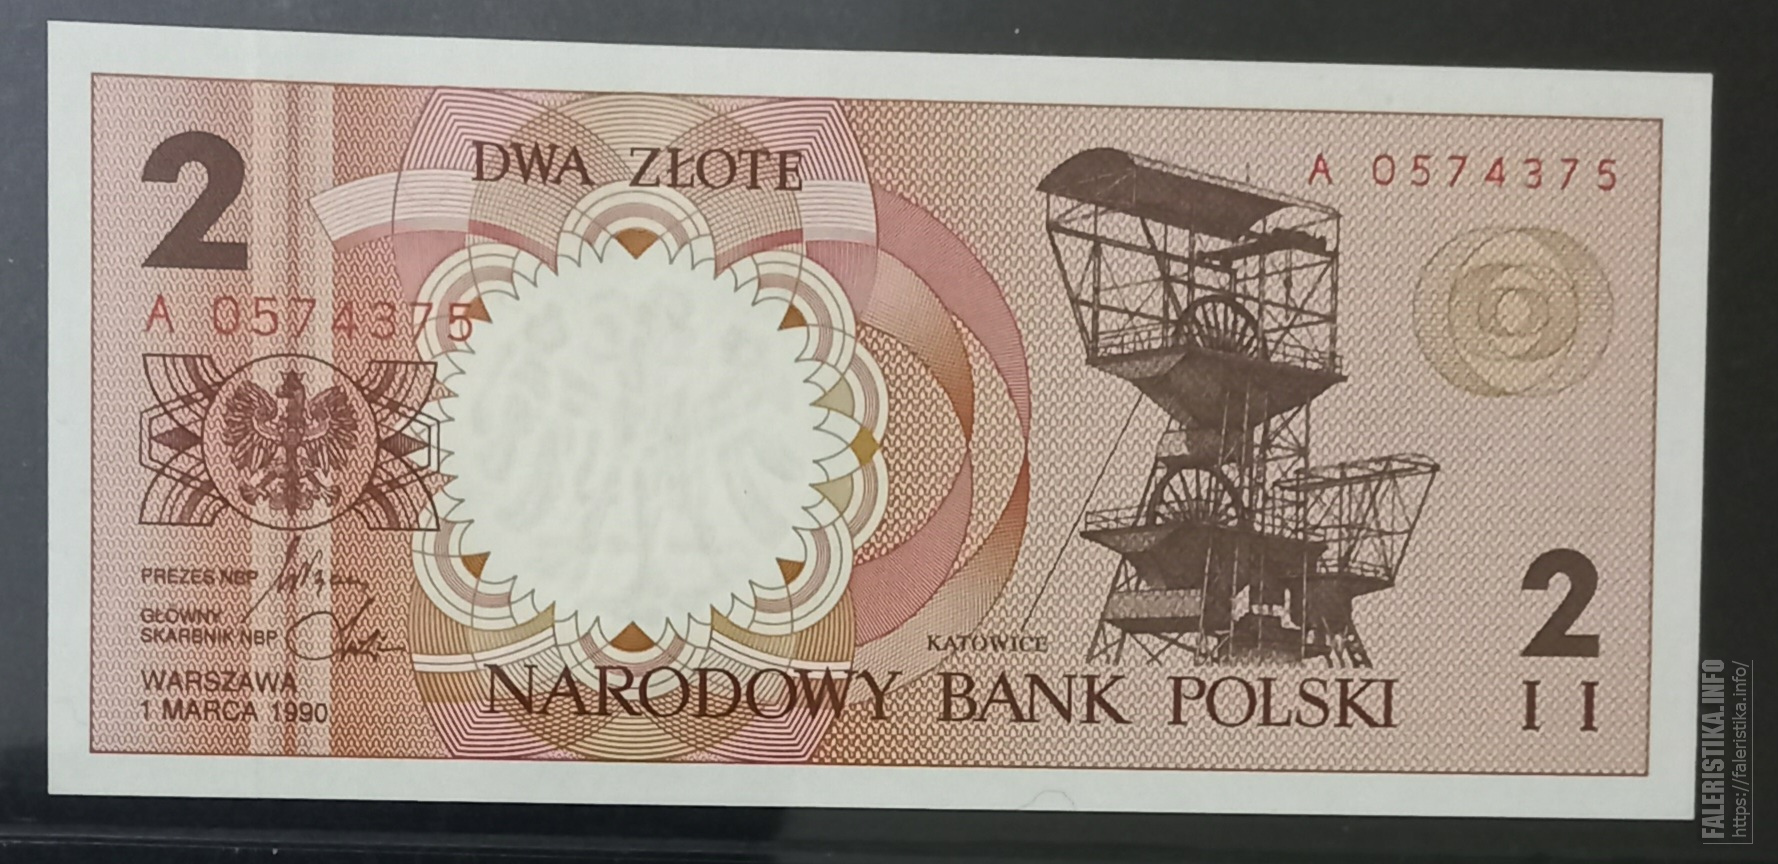 2
DWA ZŁOTE
A 0574375
A 0574375
PREZES NBP
GŁÓWNY
SKARBNIK NBP
WARSZAWA
1 MARCA 1990
KATOWICE
NARODOWY BANK POLSKI
2
II
FALERISTIKA.INFO
https://faleristika.info/